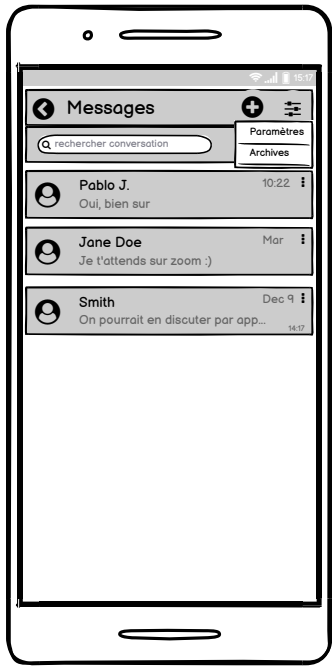 15:17
Messages
Paramètres
rechercher conversation
Archives
Pablo J.
10:22
Oui, bien sur
Jane Doe
Mar
Je t'attends sur zoom :)
Smith
Dec 9
On pourrait en discuter par app...
14:17